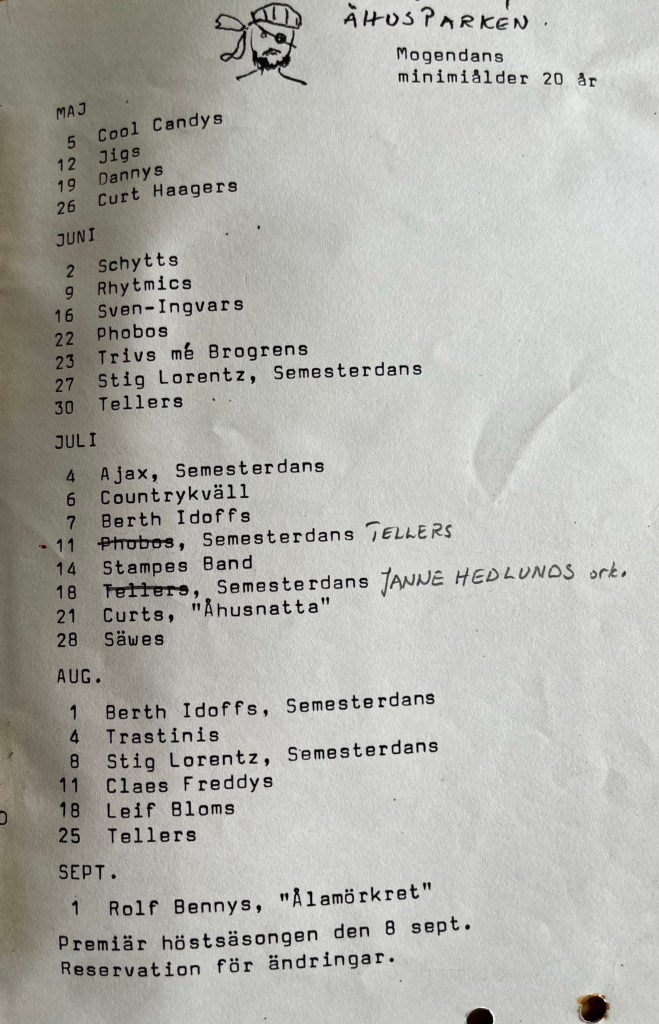 ÅHUSPARKEN.
Mogendans
minimiålder 20 år
MAJ
5 Cool Candys
12 Jigs
19 Dannys
26 Curt Haagers
JUNI
2 Schytts
9 Rhytmics
16 Sven-Ingvars
22 Phobos
23 Trivs mé Brogrens
27 Stig Lorentz, Semesterdans
30 Tellers
JULI
4 Ajax, Semesterdans
6 Countrykväll
7 Berth Idoffs
11 Phobos, Semesterdans TELLERS
14 Stampes Band
18 Tellers, Semesterdans JANNE HEDLUNDS ork.
21 Curts, "Åhusnatta"
28 Säwes
AUG.
1 Berth Idoffs, Semesterdans
4 Trastinis
8 Stig Lorentz, Semesterdans
11 Claes Freddys
18 Leif Bloms
25 Tellers
SEPT.
1 Rolf Bennys, "Ålamörkret"
Premiär höstsäsongen den 8 sept.
Reservation för ändringar.